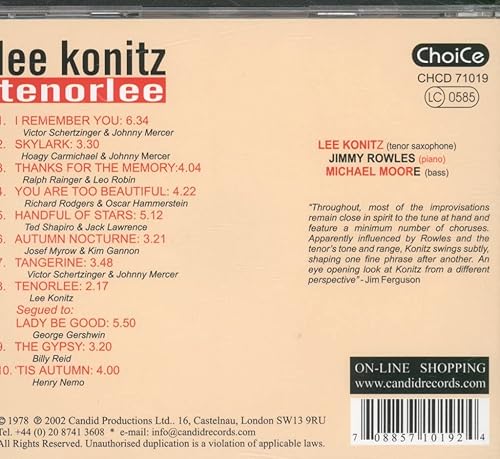 lee konitz
tenorlee
ChoiCe
CHCD 71019
LC 0585
1. I REMEMBER YOU: 6.34
Victor Schertzinger & Johnny Mercer
2. SKYLARK: 3.30
Hoagy Carmichael & Johnny Mercer
3. THANKS FOR THE MEMORY:4.04
Ralph Rainger & Leo Robin
4. YOU ARE TOO BEAUTIFUL: 4.22
Richard Rodgers & Oscar Hammerstein
5. HANDFUL OF STARS: 5.12
Ted Shapiro & Jack Lawrence
6. AUTUMN NOCTURNE: 3.21
Josef Myrow & Kim Gannon
7. TANGERINE: 3.48
Victor Schertzinger & Johnny Mercer
8. TENORLEE: 2.17
Lee Konitz
Segued to:
LADY BE GOOD: 5.50
George Gershwin
9. THE GYPSY: 3.20
Billy Reid
10. 'TIS AUTUMN: 4.00
Henry Nemo
LEE KONITZ (tenor saxophone)
JIMMY ROWLES (piano)
MICHAEL MOORE (bass)
"Throughout, most of the improvisations
remain close in spirit to the tune at hand and
feature a minimum number of choruses.
Apparently influenced by Rowles and the
tenor's tone and range, Konitz swings subtly,
shaping one fine phrase after another. An
eye opening look at Konitz from a different
perspective" - Jim Ferguson
ON-LINE SHOPPING
www.candidrecords.com
7 08857 10192 4
© 1978 ℗ 2002 Candid Productions Ltd.. 16, Castelnau, London SW13 9RU
Tel. +44 (0) 20 8741 3608 * e-mail: info@candidrecords.com
All Rights Reserved. Unauthorised duplication is a violation of applicable laws.